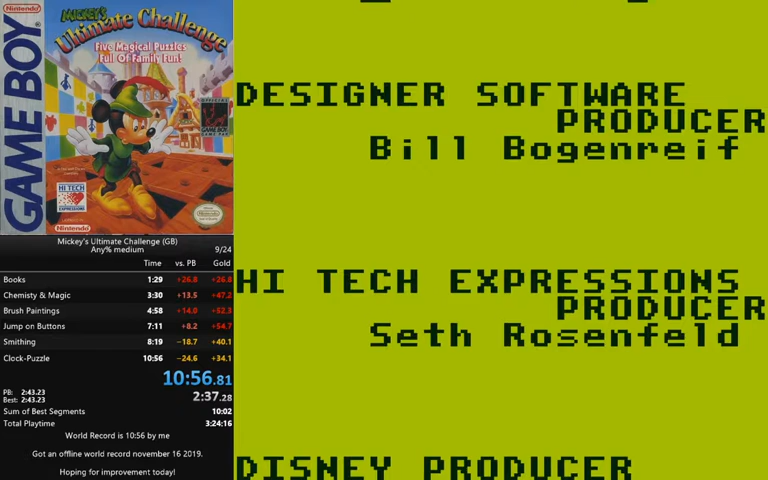 Nintendo
MICKEY'S
Ultimate Challenge
Five Magical Puzzles
Full Of Family Fun!
GAME BOY
HI TECH
EXPRESSIONS
Nintendo
Mickey's Ultimate Challenge (GB)
Any% medium 9/24
Time vs. PB Gold
Books 1:29 +26.8 +26.8
Chemisty & Magic 3:30 +13.5 +47.2
Brush Paintings 4:58 +14.0 +52.3
Jump on Buttons 7:11 +8.2 +54.7
Smithing 8:19 −18.7 +40.1
Clock-Puzzle 10:56 −24.6 +34.1
10:56.81
PB: 2:43.23
Best: 2:43.23
2:37.28
Sum of Best Segments 10:02
Total Playtime 3:24:16
World Record is 10:56 by me
Got an offline world record november 16 2019.
Hoping for improvement today!
DESIGNER SOFTWARE
PRODUCER
Bill Bogenreif
HI TECH EXPRESSIONS
PRODUCER
Seth Rosenfeld
DISNEY PRODUCER